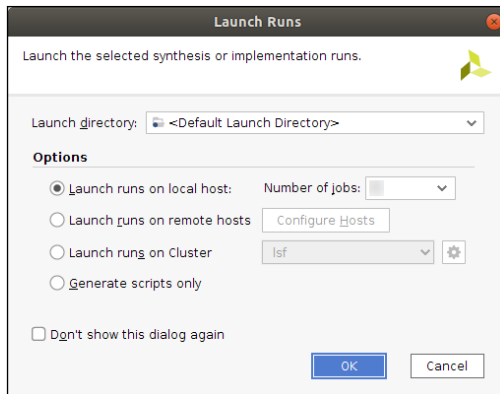 Launch Runs
Launch the selected synthesis or implementation runs.
Launch directory: <Default Launch Directory>
Options
Launch runs on local host: Number of jobs:
Launch runs on remote hosts Configure Hosts
Launch runs on Cluster lsf
Generate scripts only
Don't show this dialog again
OK Cancel